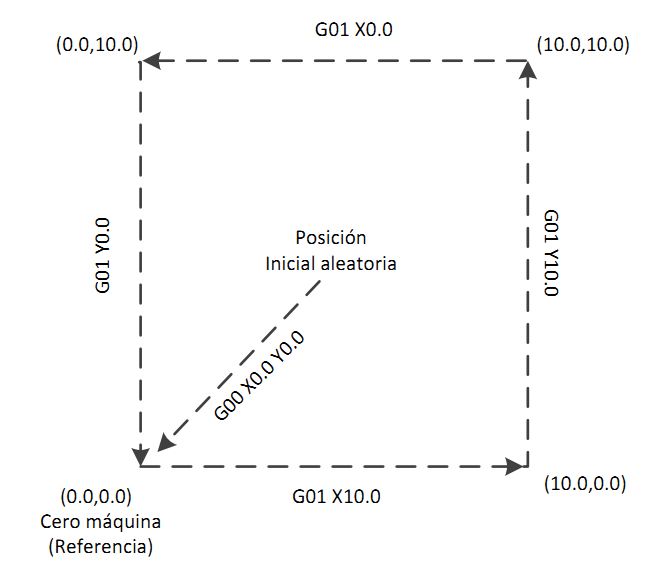 G01 X0.0
(0.0,10.0)
(10.0,10.0)
G01 Y0.0
Posición
Inicial aleatoria
G01 Y10.0
G00 X0.0 Y0.0
(0.0,0.0)
Cero máquina
(Referencia)
G01 X10.0
(10.0,0.0)